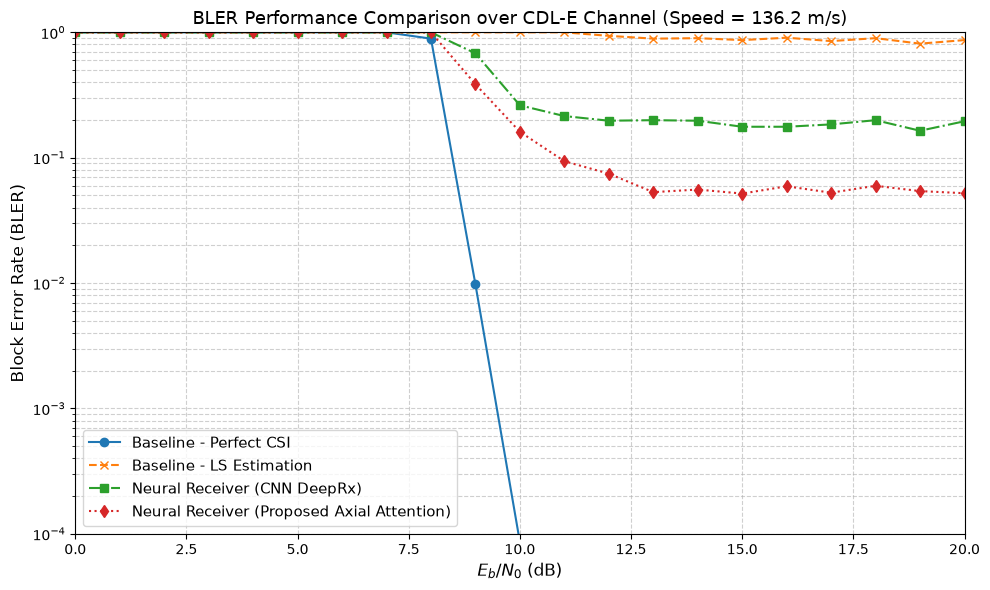 BLER Performance Comparison over CDL-E Channel (Speed = 136.2 m/s)
Block Error Rate (BLER)
10⁰
10⁻¹
10⁻²
10⁻³
10⁻⁴
Baseline - Perfect CSI
Baseline - LS Estimation
Neural Receiver (CNN DeepRx)
Neural Receiver (Proposed Axial Attention)
0.0 2.5 5.0 7.5 10.0 12.5 15.0 17.5 20.0
E_b/N_0 (dB)